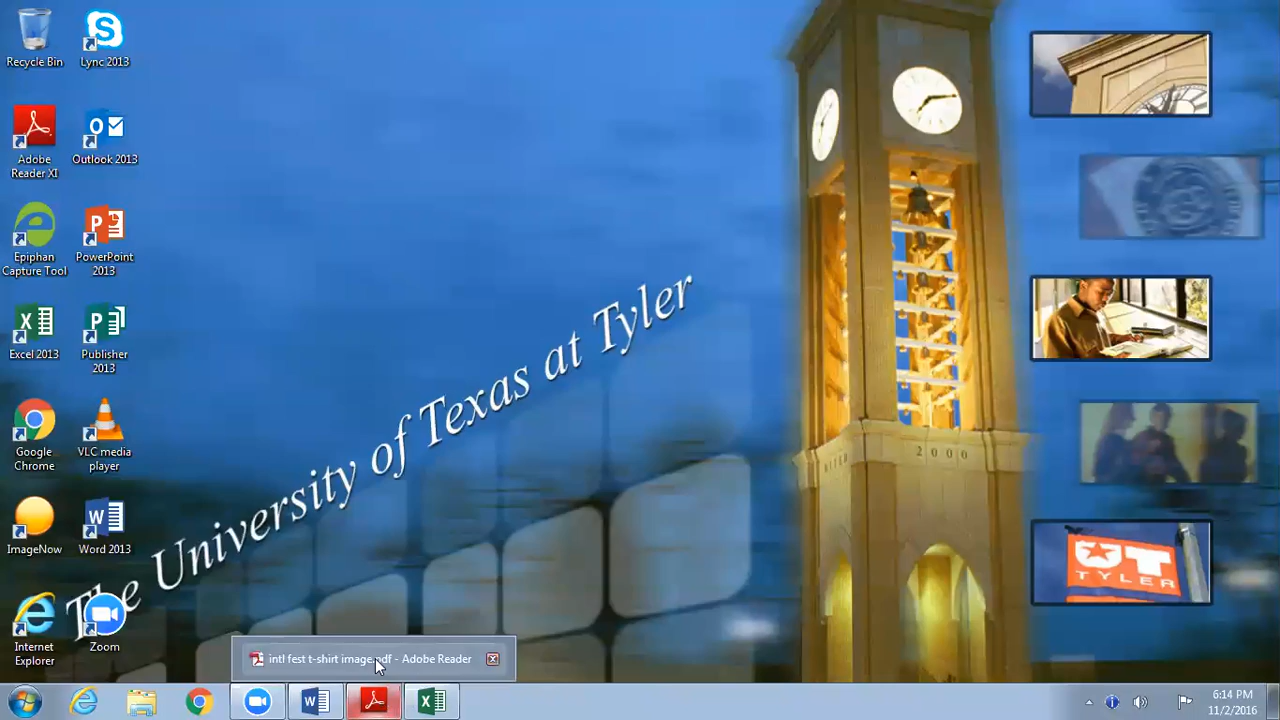 Recycle Bin
Lync 2013
Adobe
Reader XI
Outlook 2013
Epiphan
Capture Tool
PowerPoint
2013
Excel 2013
Publisher
2013
Google
Chrome
VLC media
player
ImageNow
Word 2013
Internet
Explorer
Zoom
The University of Texas at Tyler
2000
UT
TYLER
intl fest t-shirt image.pdf - Adobe Reader
6:14 PM
11/2/2016